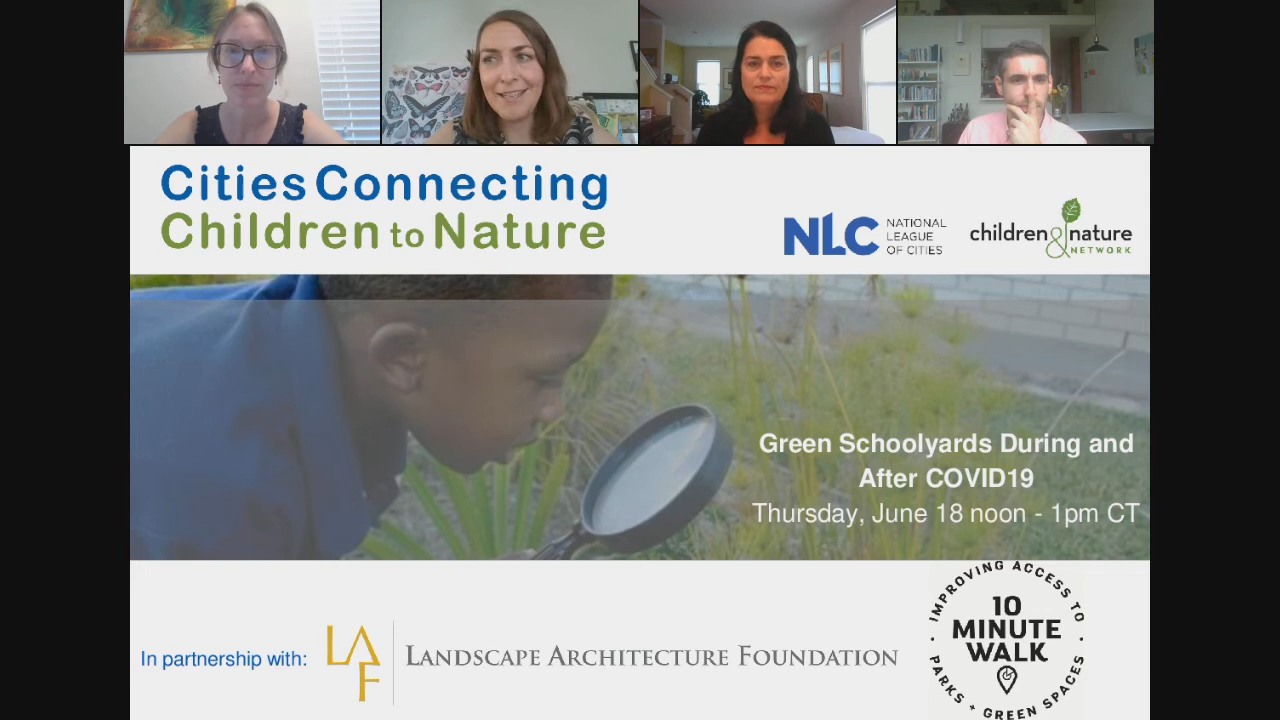 Cities Connecting
Children to Nature
NLC NATIONAL
LEAGUE
OF CITIES
children & nature
NETWORK
Green Schoolyards During and
After COVID19
Thursday, June 18 noon - 1pm CT
In partnership with:
LAF
LANDSCAPE ARCHITECTURE FOUNDATION
IMPROVING ACCESS TO
10
MINUTE
WALK
PARKS + GREEN SPACES